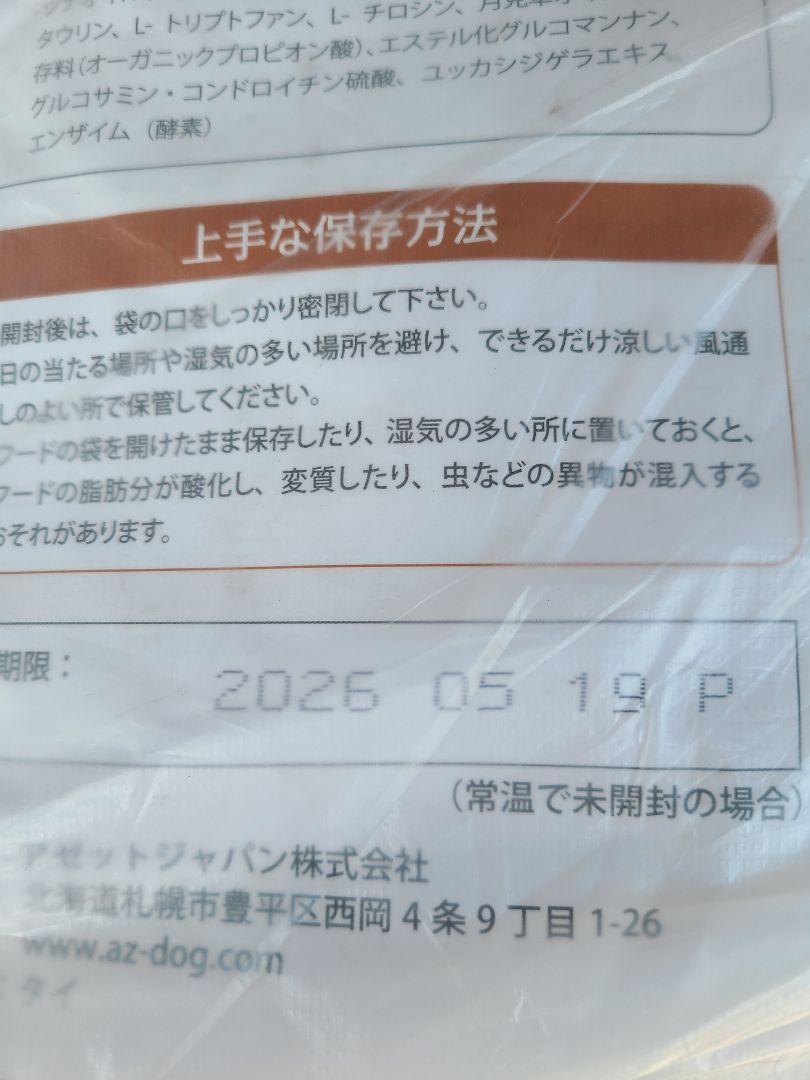 タウリン、L- トリプトファン、L- チロシン、月見草
存料(オーガニックプロピオン酸)、エステル化グルコマンナン、
グルコサミン・コンドロイチン硫酸、ユッカシジゲラエキス、
エンザイム（酵素）
上手な保存方法
開封後は、袋の口をしっかり密閉して下さい。
日の当たる場所や湿気の多い場所を避け、できるだけ涼しい風通
しのよい所で保管してください。
フードの袋を開けたまま保存したり、湿気の多い所に置いておくと、
フードの脂肪分が酸化し、変質したり、虫などの異物が混入する
おそれがあります。
期限：
2026 05 19 P
（常温で未開封の場合）
アゼットジャパン株式会社
北海道札幌市豊平区西岡4条9丁目1-26
www.az-dog.com
タイ